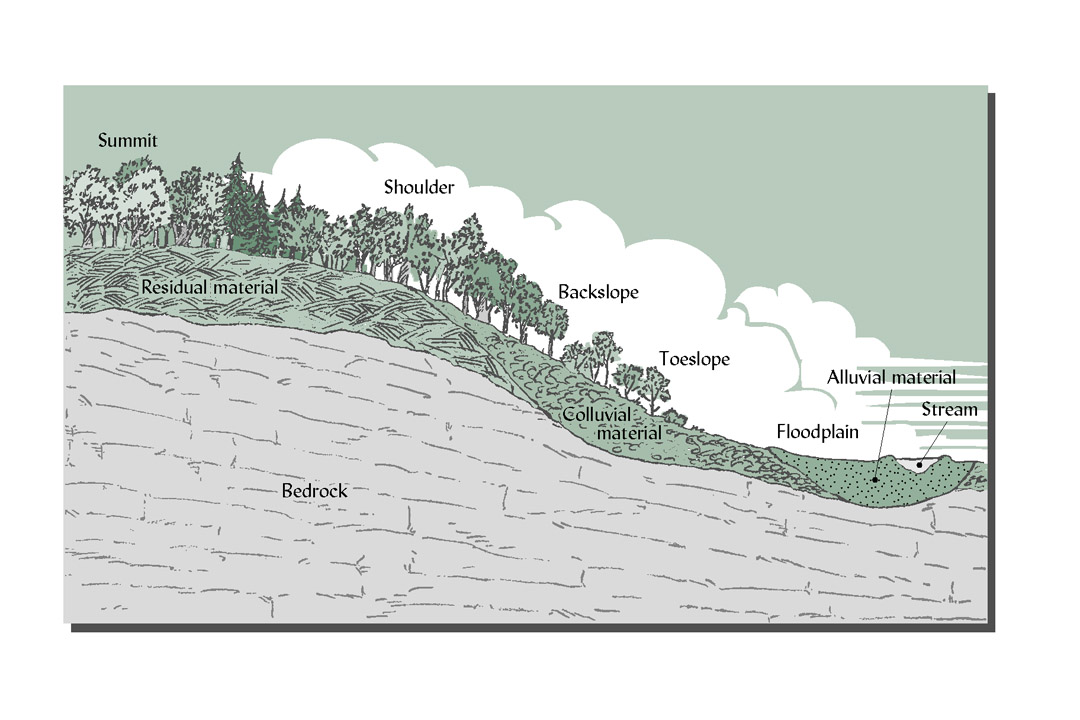 Summit
Shoulder
Residual material
Backslope
Toeslope
Alluvial material
Stream
Colluvial
material
Floodplain
Bedrock